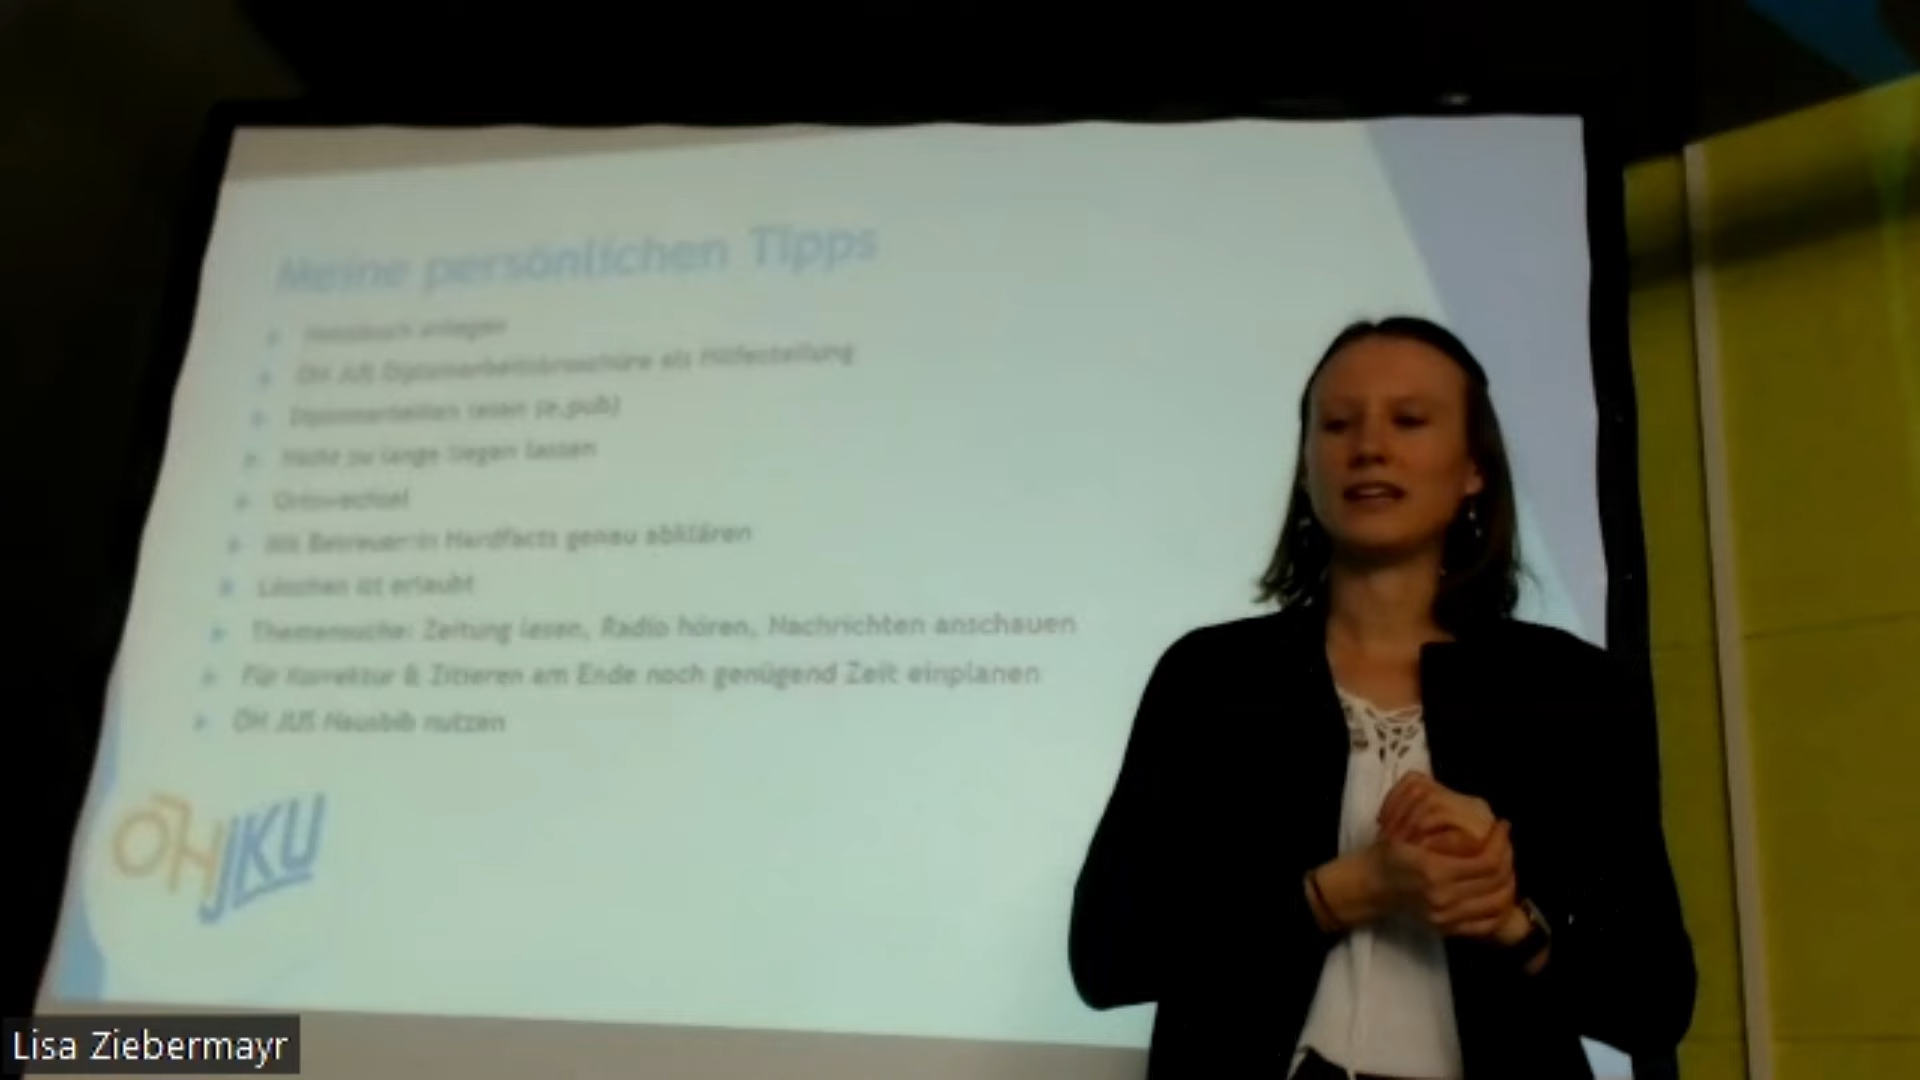 Meine persönlichen Tipps
Notizbuch anlegen
ÖH JUS Diplomarbeitsbroschüre als Hilfestellung
Diplomarbeiten lesen (e.pub)
Nicht zu lange liegen lassen
Ortswechsel
Mit Betreuer:in Hardfacts genau abklären
Löschen ist erlaubt
Themensuche: Zeitung lesen, Radio hören, Nachrichten anschauen
Für Korrektur & Zitieren am Ende noch genügend Zeit einplanen
ÖH JUS Hausbib nutzen
ÖH JKU
Lisa Ziebermayr